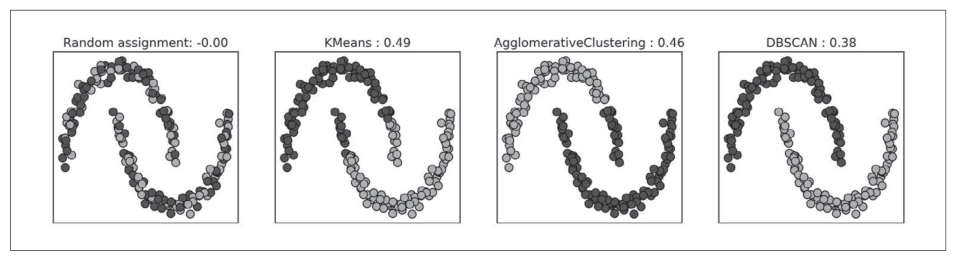 Random assignment: -0.00
KMeans : 0.49
AgglomerativeClustering : 0.46
DBSCAN : 0.38